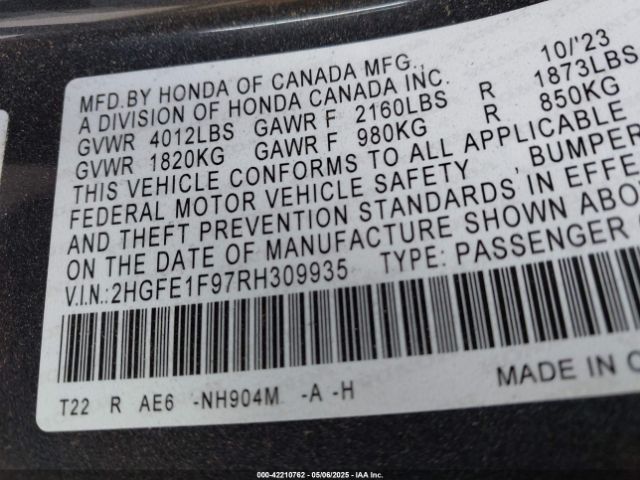 MFD.BY HONDA OF CANADA MFG., 10/'23
A DIVISION OF HONDA CANADA INC.
GVWR 4012LBS GAWR F 2160LBS R 1873LBS
GVWR 1820KG GAWR F 980KG R 850KG
THIS VEHICLE CONFORMS TO ALL APPLICABLE
FEDERAL MOTOR VEHICLE SAFETY , BUMPER
AND THEFT PREVENTION STANDARDS IN EFFE
ON THE DATE OF MANUFACTURE SHOWN ABO
V.I.N.:2HGFE1F97RH309935 TYPE: PASSENGER
T22 R AE6 -NH904M -A -H MADE IN C
000-42210762 05/06/2025 IAA Inc.